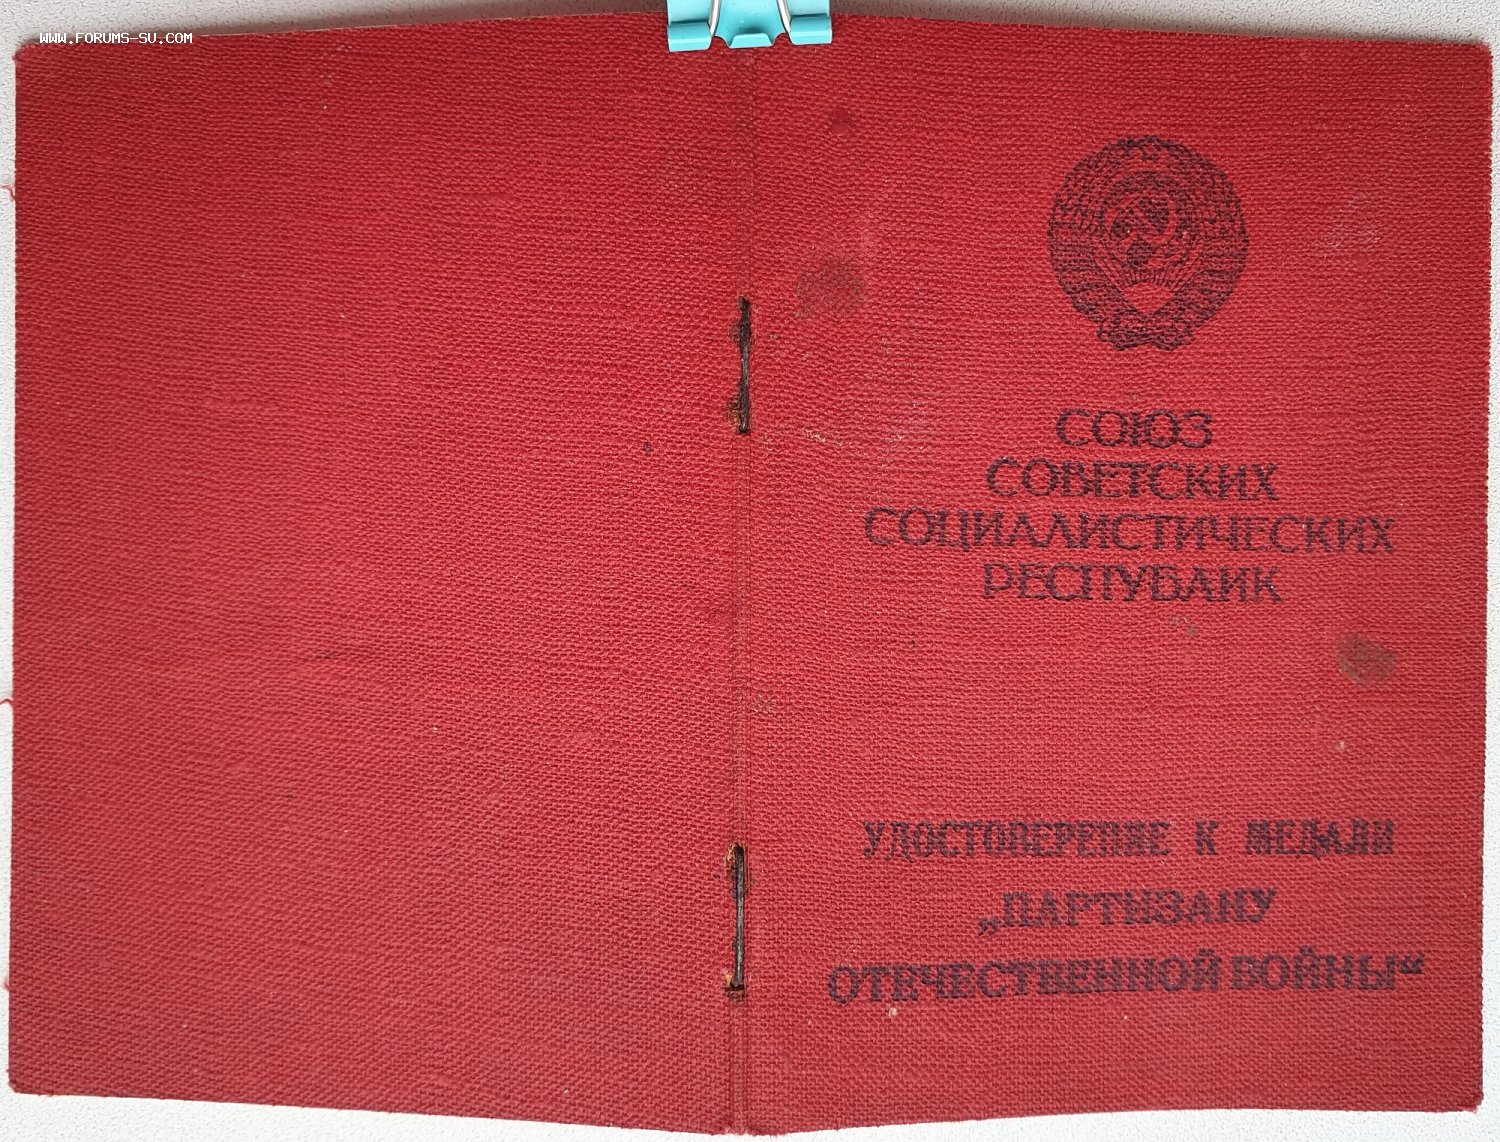 WWW.FORUMS-SU.COM
СОЮЗ
СОВЕТСКИХ
СОЦИАЛИСТИЧЕСКИХ
РЕСПУБЛИК
УДОСТОВЕРЕНИЕ К МЕДАЛИ
„ПАРТИЗАНУ
ОТЕЧЕСТВЕННОЙ ВОЙНЫ“